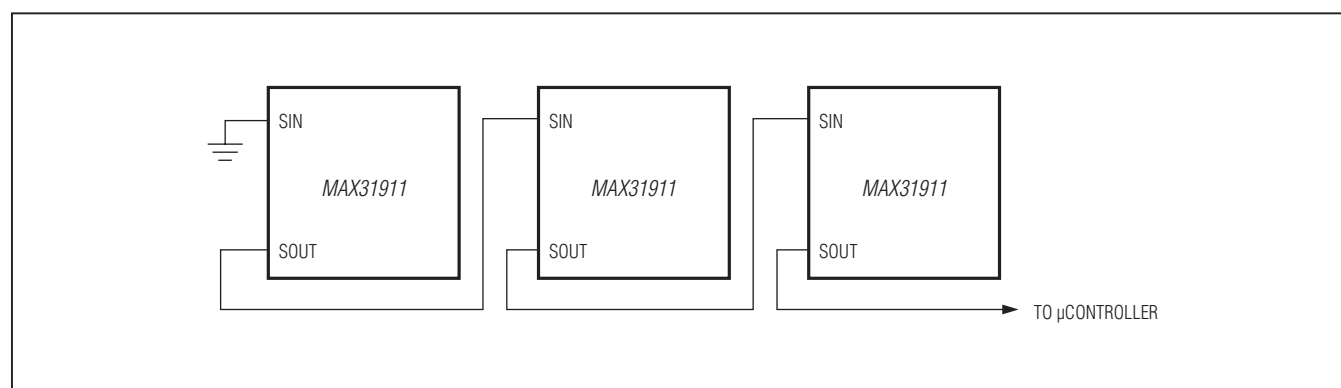 SIN
MAX31911
SOUT
SIN
MAX31911
SOUT
SIN
MAX31911
SOUT
TO µCONTROLLER